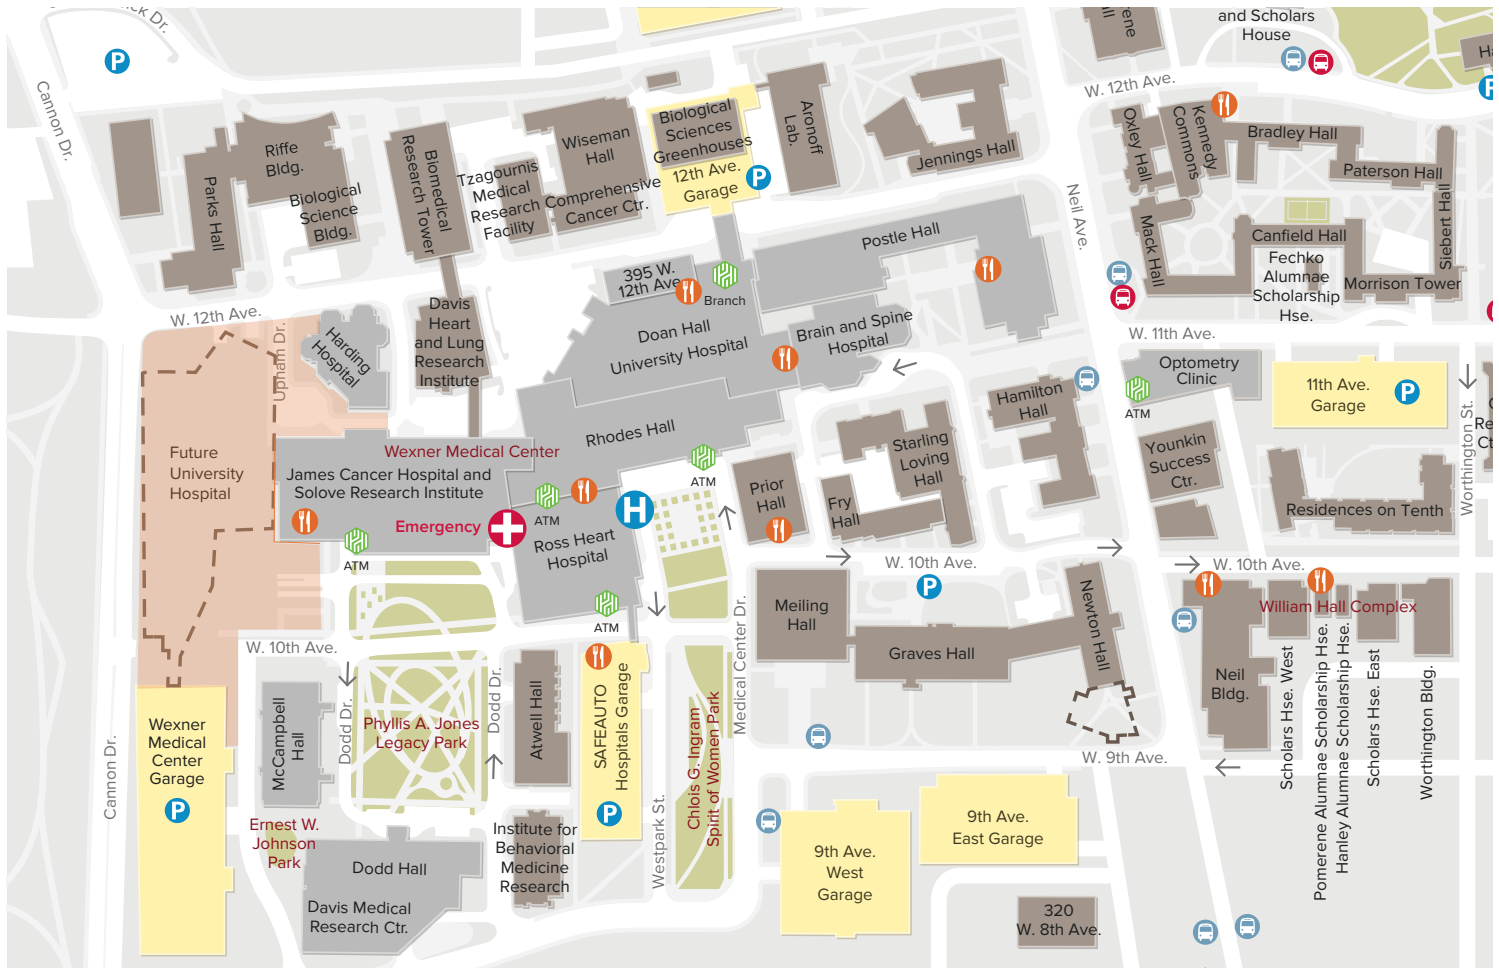 and Scholars
House
P
W. 12th Ave.
Cannon Dr.
P
Parks Hall
Riffe
Bldg.
Biological
Science
Bldg.
Biomedical
Research Tower
Tzagournis
Medical
Research
Facility
Wiseman
Hall
Comprehensive
Cancer Ctr.
Biological
Sciences
Greenhouses
12th Ave.
Garage
P
Aronoff
Lab.
Jennings Hall
Neil Ave.
Oxley Hall
Kennedy
Commons
Bradley Hall
Paterson Hall
Siebert Hall
Mack Hall
Canfield Hall
Fechko
Alumnae
Scholarship
Hse.
Morrison Tower
Postle Hall
395 W.
12th Ave.
Branch
Doan Hall
University Hospital
Brain and Spine
Hospital
W. 12th Ave.
Upham Dr.
Harding
Hospital
Davis
Heart
and Lung
Research
Institute
W. 11th Ave.
Optometry
Clinic
ATM
11th Ave.
Garage
P
Worthington St.
Hamilton
Hall
Younkin
Success
Ctr.
Residences on Tenth
Rhodes Hall
ATM
Starling
Loving
Hall
Fry
Hall
Prior
Hall
Future
University
Hospital
Wexner Medical Center
James Cancer Hospital and
Solove Research Institute
Emergency
ATM
ATM
H
Ross Heart
Hospital
ATM
W. 10th Ave.
P
W. 10th Ave.
William Hall Complex
Meiling
Hall
Graves Hall
Newton Hall
Neil
Bldg.
Scholars Hse. West
Pomerene Alumnae Scholarship Hse.
Hanley Alumnae Scholarship Hse.
Scholars Hse. East
Worthington Bldg.
W. 10th Ave.
Cannon Dr.
Wexner
Medical
Center
Garage
P
McCampbell
Hall
Dodd Dr.
Phyllis A. Jones
Legacy Park
Dodd Dr.
Atwell Hall
SAFEAUTO
Hospitals Garage
P
Westpark St.
Chlois G. Ingram
Spirit of Women Park
Medical Center Dr.
W. 9th Ave.
Ernest W.
Johnson
Park
Dodd Hall
Davis Medical
Research Ctr.
Institute for
Behavioral
Medicine
Research
9th Ave.
West
Garage
9th Ave.
East Garage
320
W. 8th Ave.